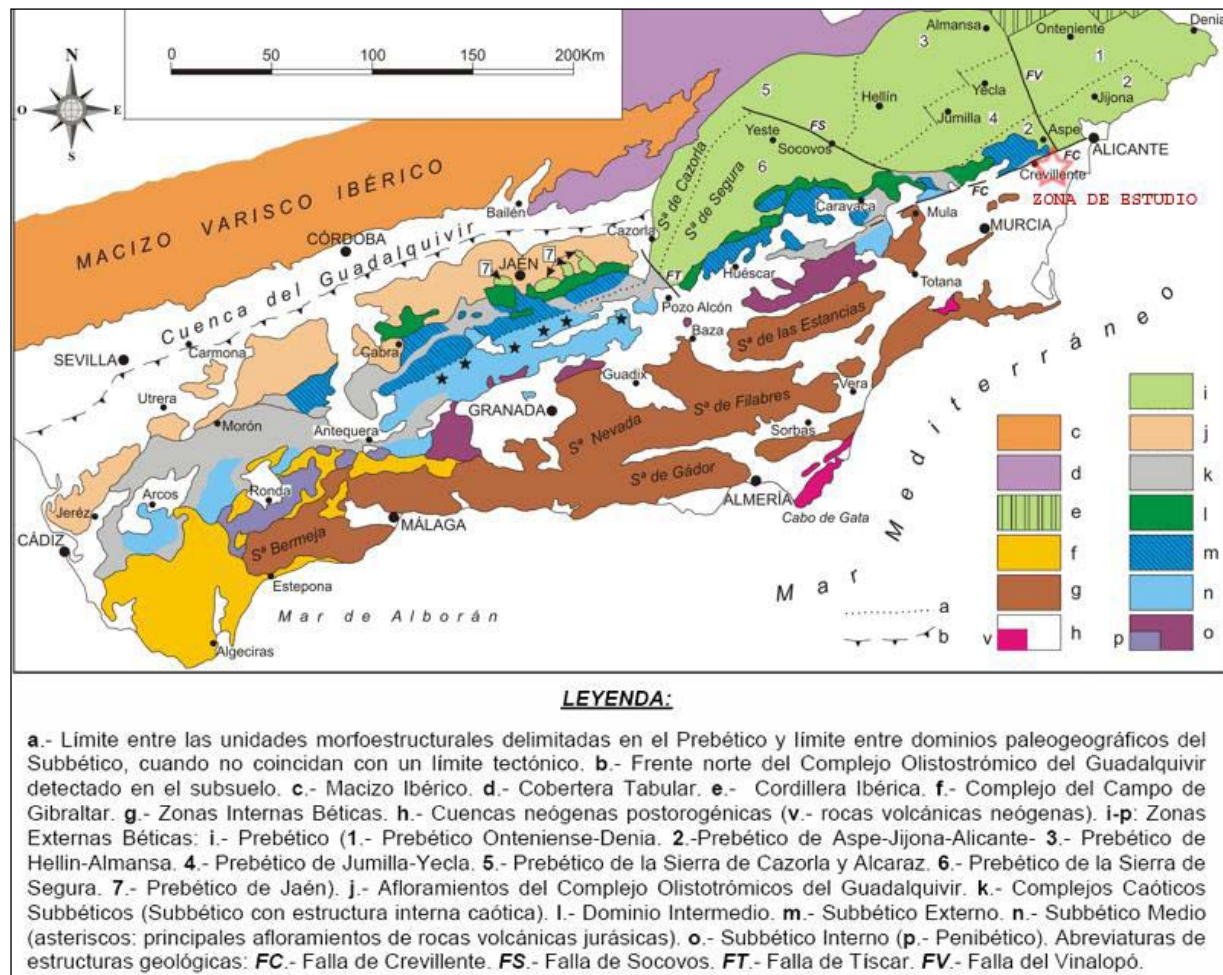 0 50 100 150 200Km
N
O E
S
MACIZO VARISCO IBÉRICO
Cuenca del Guadalquivir
Almansa
Onteniente
Denia
3
1
FV
2
5
Hellín
Yecla
Jijona
Jumilla
4
2
Aspe
FS
Yeste
Socovos
6
FC
ALICANTE
Crevillente
ZONA DE ESTUDIO
Sª de Cazorla
Sª de Segura
FC
Bailén
Caravaca
Mula
MURCIA
CÓRDOBA
Cazorla
7
JAÉN
7
FT
Huéscar
Totana
Pozo Alcón
Baza
Sª de las Estancias
SEVILLA
Carmona
Cabra
Guadix
Vera
Utrera
GRANADA
Sª de Filabres
Morón
Antequera
Sª Nevada
Sorbas
Arcos
Ronda
Sª de Gádor
ALMERÍA
Jeréz
MÁLAGA
Cabo de Gata
CÁDIZ
Sª Bermeja
Estepona
Mar de Alborán
Algeciras
Mar Mediterráneo
i
c j
d k
e l
f m
g n
v h p o
a
b
LEYENDA:
a.- Límite entre las unidades morfoestructurales delimitadas en el Prebético y límite entre dominios paleogeográficos del
Subbético, cuando no coincidan con un límite tectónico. b.- Frente norte del Complejo Olistostrómico del Guadalquivir
detectado en el subsuelo. c.- Macizo Ibérico. d.- Cobertera Tabular. e.- Cordillera Ibérica. f.- Complejo del Campo de
Gibraltar. g.- Zonas Internas Béticas. h.- Cuencas neógenas postorogénicas (v.- rocas volcánicas neógenas). i-p: Zonas
Externas Béticas: i.- Prebético (1.- Prebético Onteniense-Denia. 2.-Prebético de Aspe-Jijona-Alicante- 3.- Prebético de
Hellin-Almansa. 4.- Prebético de Jumilla-Yecla. 5.- Prebético de la Sierra de Cazorla y Alcaraz. 6.- Prebético de la Sierra de
Segura. 7.- Prebético de Jaén). j.- Afloramientos del Complejo Olistotrómicos del Guadalquivir. k.- Complejos Caóticos
Subbéticos (Subbético con estructura interna caótica). l.- Dominio Intermedio. m.- Subbético Externo. n.- Subbético Medio
(asteriscos: principales afloramientos de rocas volcánicas jurásicas). o.- Subbético Interno (p.- Penibético). Abreviaturas de
estructuras geológicas: FC.- Falla de Crevillente. FS.- Falla de Socovos. FT.- Falla de Tíscar. FV.- Falla del Vinalopó.